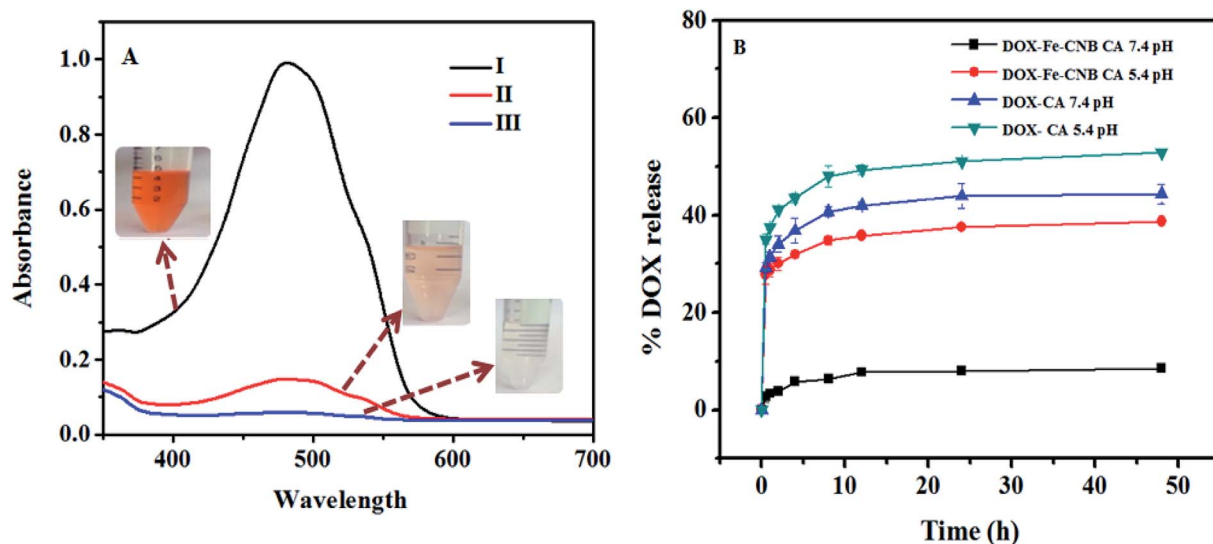 A
I
II
III
1.0
0.8
0.6
0.4
0.2
0.0
Absorbance
400
500
600
700
Wavelength
B
DOX-Fe-CNB CA 7.4 pH
DOX-Fe-CNB CA 5.4 pH
DOX-CA 7.4 pH
DOX- CA 5.4 pH
80
60
40
20
0
% DOX release
0
10
20
30
40
50
Time (h)